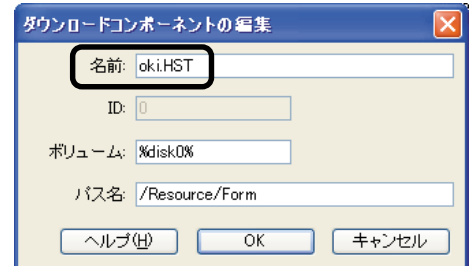 ダウンロードコンポーネントの編集
名前: oki.HST
ID: 0
ボリューム: %disk0%
パス名: /Resource/Form
ヘルプ(H) OK キャンセル